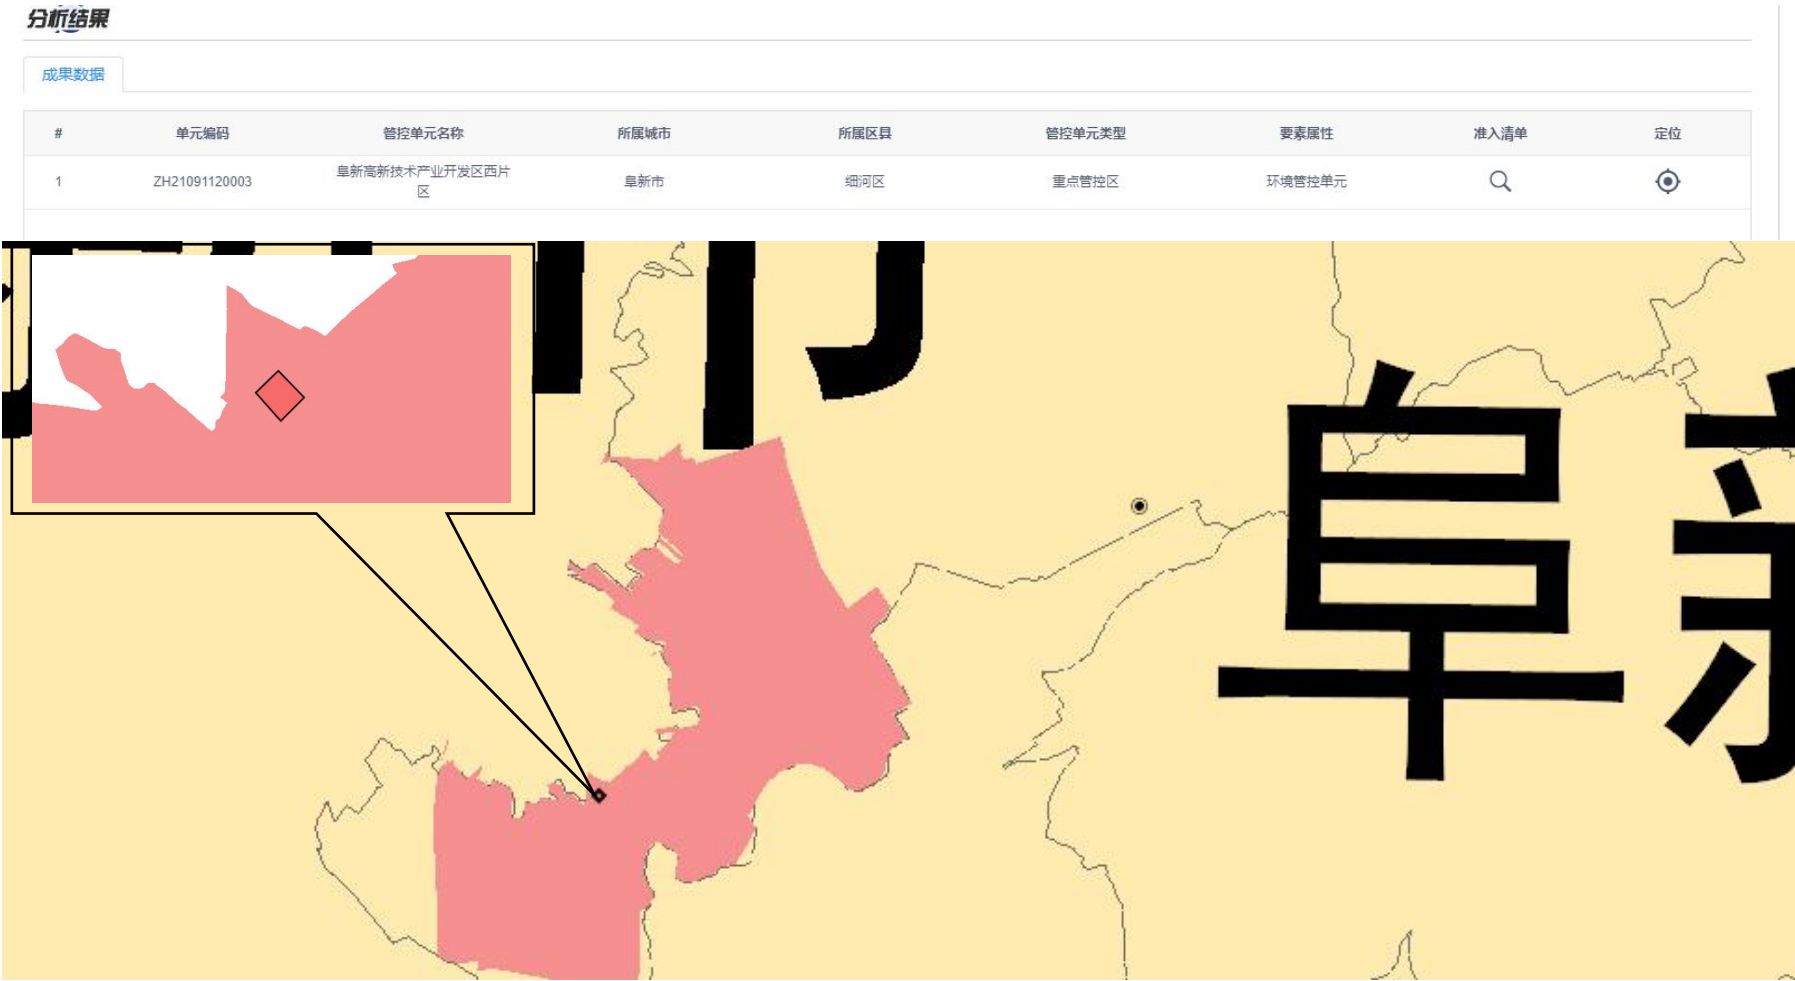 分析结果
成果数据
# 单元编码 管控单元名称 所属城市 所属区县 管控单元类型 要素属性 准入清单 定位
1 ZH21091120003 阜新高新技术产业开发区西片区 阜新市 细河区 重点管控区 环境管控单元
阜